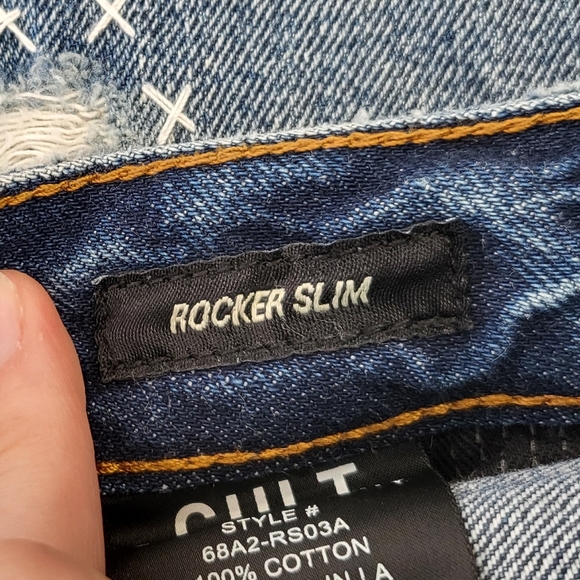 ROCKER SLIM
CULT
STYLE #
68A2-RS03A
100% COTTON
IN LA